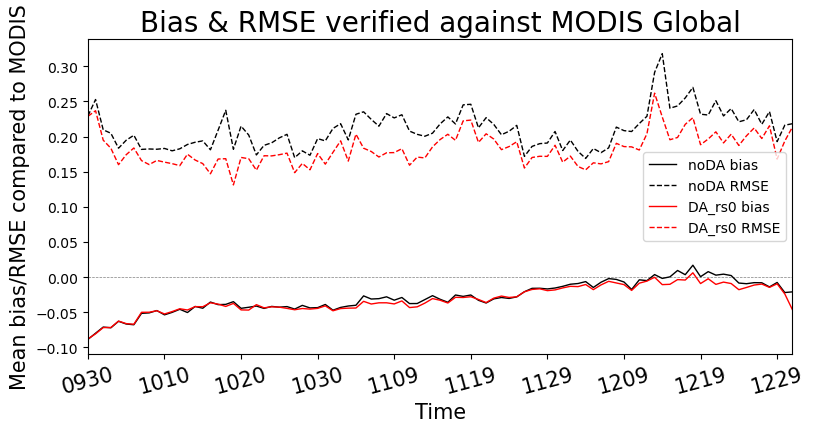 Bias & RMSE verified against MODIS Global
Mean bias/RMSE compared to MODIS
0.30
0.25
0.20
0.15
0.10
0.05
0.00
−0.05
−0.10
noDA bias
noDA RMSE
DA_rs0 bias
DA_rs0 RMSE
0930 1010 1020 1030 1109 1119 1129 1209 1219 1229
Time